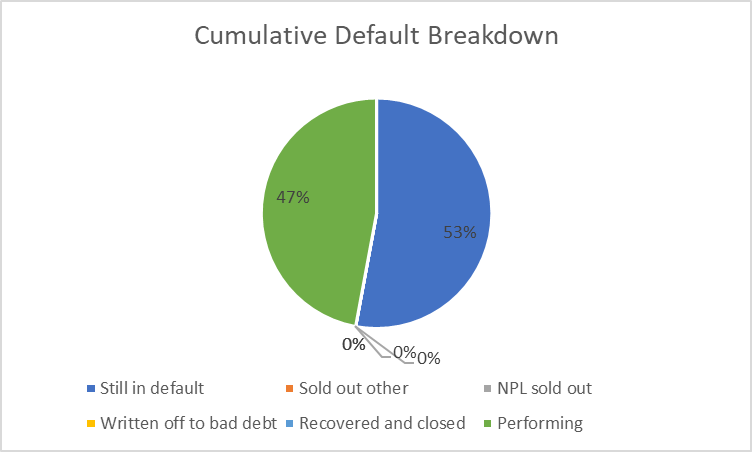 Cumulative Default Breakdown
47%
53%
0%
0%
0%
Still in default
Sold out other
NPL sold out
Written off to bad debt
Recovered and closed
Performing